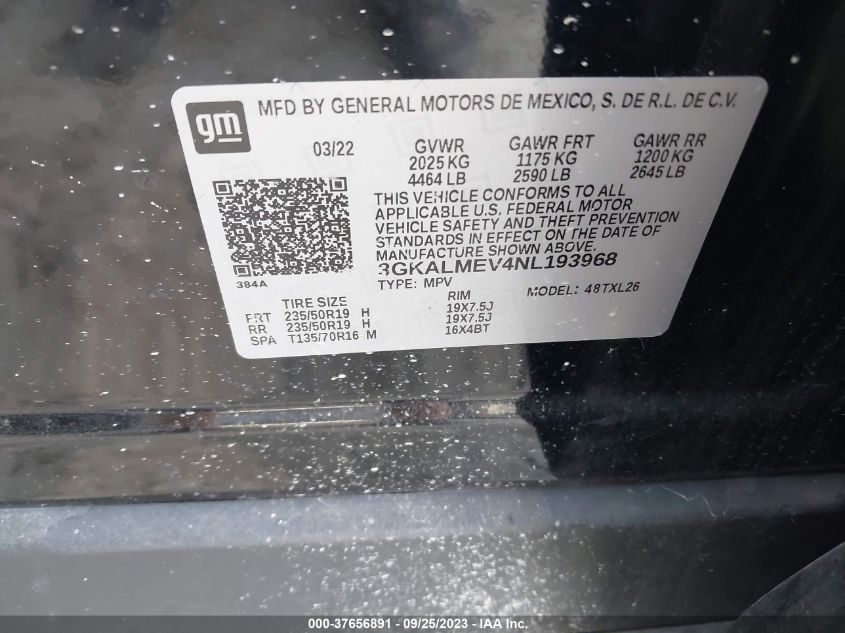 gm
MFD BY GENERAL MOTORS DE MEXICO, S. DE R.L. DE C.V.
03/22 GVWR GAWR FRT GAWR RR
2025 KG 1175 KG 1200 KG
4464 LB 2590 LB 2645 LB
THIS VEHICLE CONFORMS TO ALL
APPLICABLE U.S. FEDERAL MOTOR
VEHICLE SAFETY AND THEFT PREVENTION
STANDARDS IN EFFECT ON THE DATE OF
MANUFACTURE SHOWN ABOVE.
3GKALMEV4NL193968
384A TYPE: MPV MODEL: 48TXL26
TIRE SIZE RIM
FRT 235/50R19 H 19X7.5J
RR 235/50R19 H 19X7.5J
SPA T135/70R16 M 16X4BT
000-37656891 - 09/25/2023 - Copyright © IAA, Inc.